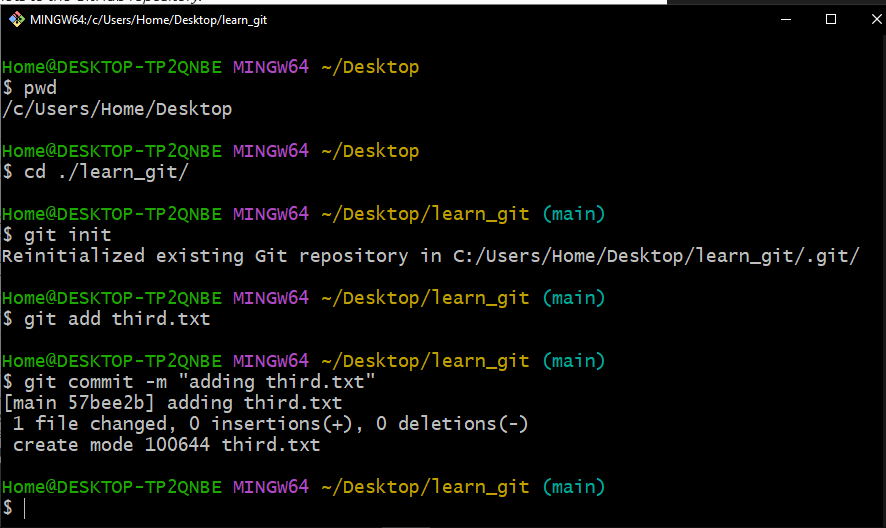 to the GitHub repository.
MINGW64:/c/Users/Home/Desktop/learn_git
Home@DESKTOP-TP2QNBE MINGW64 ~/Desktop
$ pwd
/c/Users/Home/Desktop
Home@DESKTOP-TP2QNBE MINGW64 ~/Desktop
$ cd ./learn_git/
Home@DESKTOP-TP2QNBE MINGW64 ~/Desktop/learn_git (main)
$ git init
Reinitialized existing Git repository in C:/Users/Home/Desktop/learn_git/.git/
Home@DESKTOP-TP2QNBE MINGW64 ~/Desktop/learn_git (main)
$ git add third.txt
Home@DESKTOP-TP2QNBE MINGW64 ~/Desktop/learn_git (main)
$ git commit -m "adding third.txt"
[main 57bee2b] adding third.txt
 1 file changed, 0 insertions(+), 0 deletions(-)
 create mode 100644 third.txt
Home@DESKTOP-TP2QNBE MINGW64 ~/Desktop/learn_git (main)
$